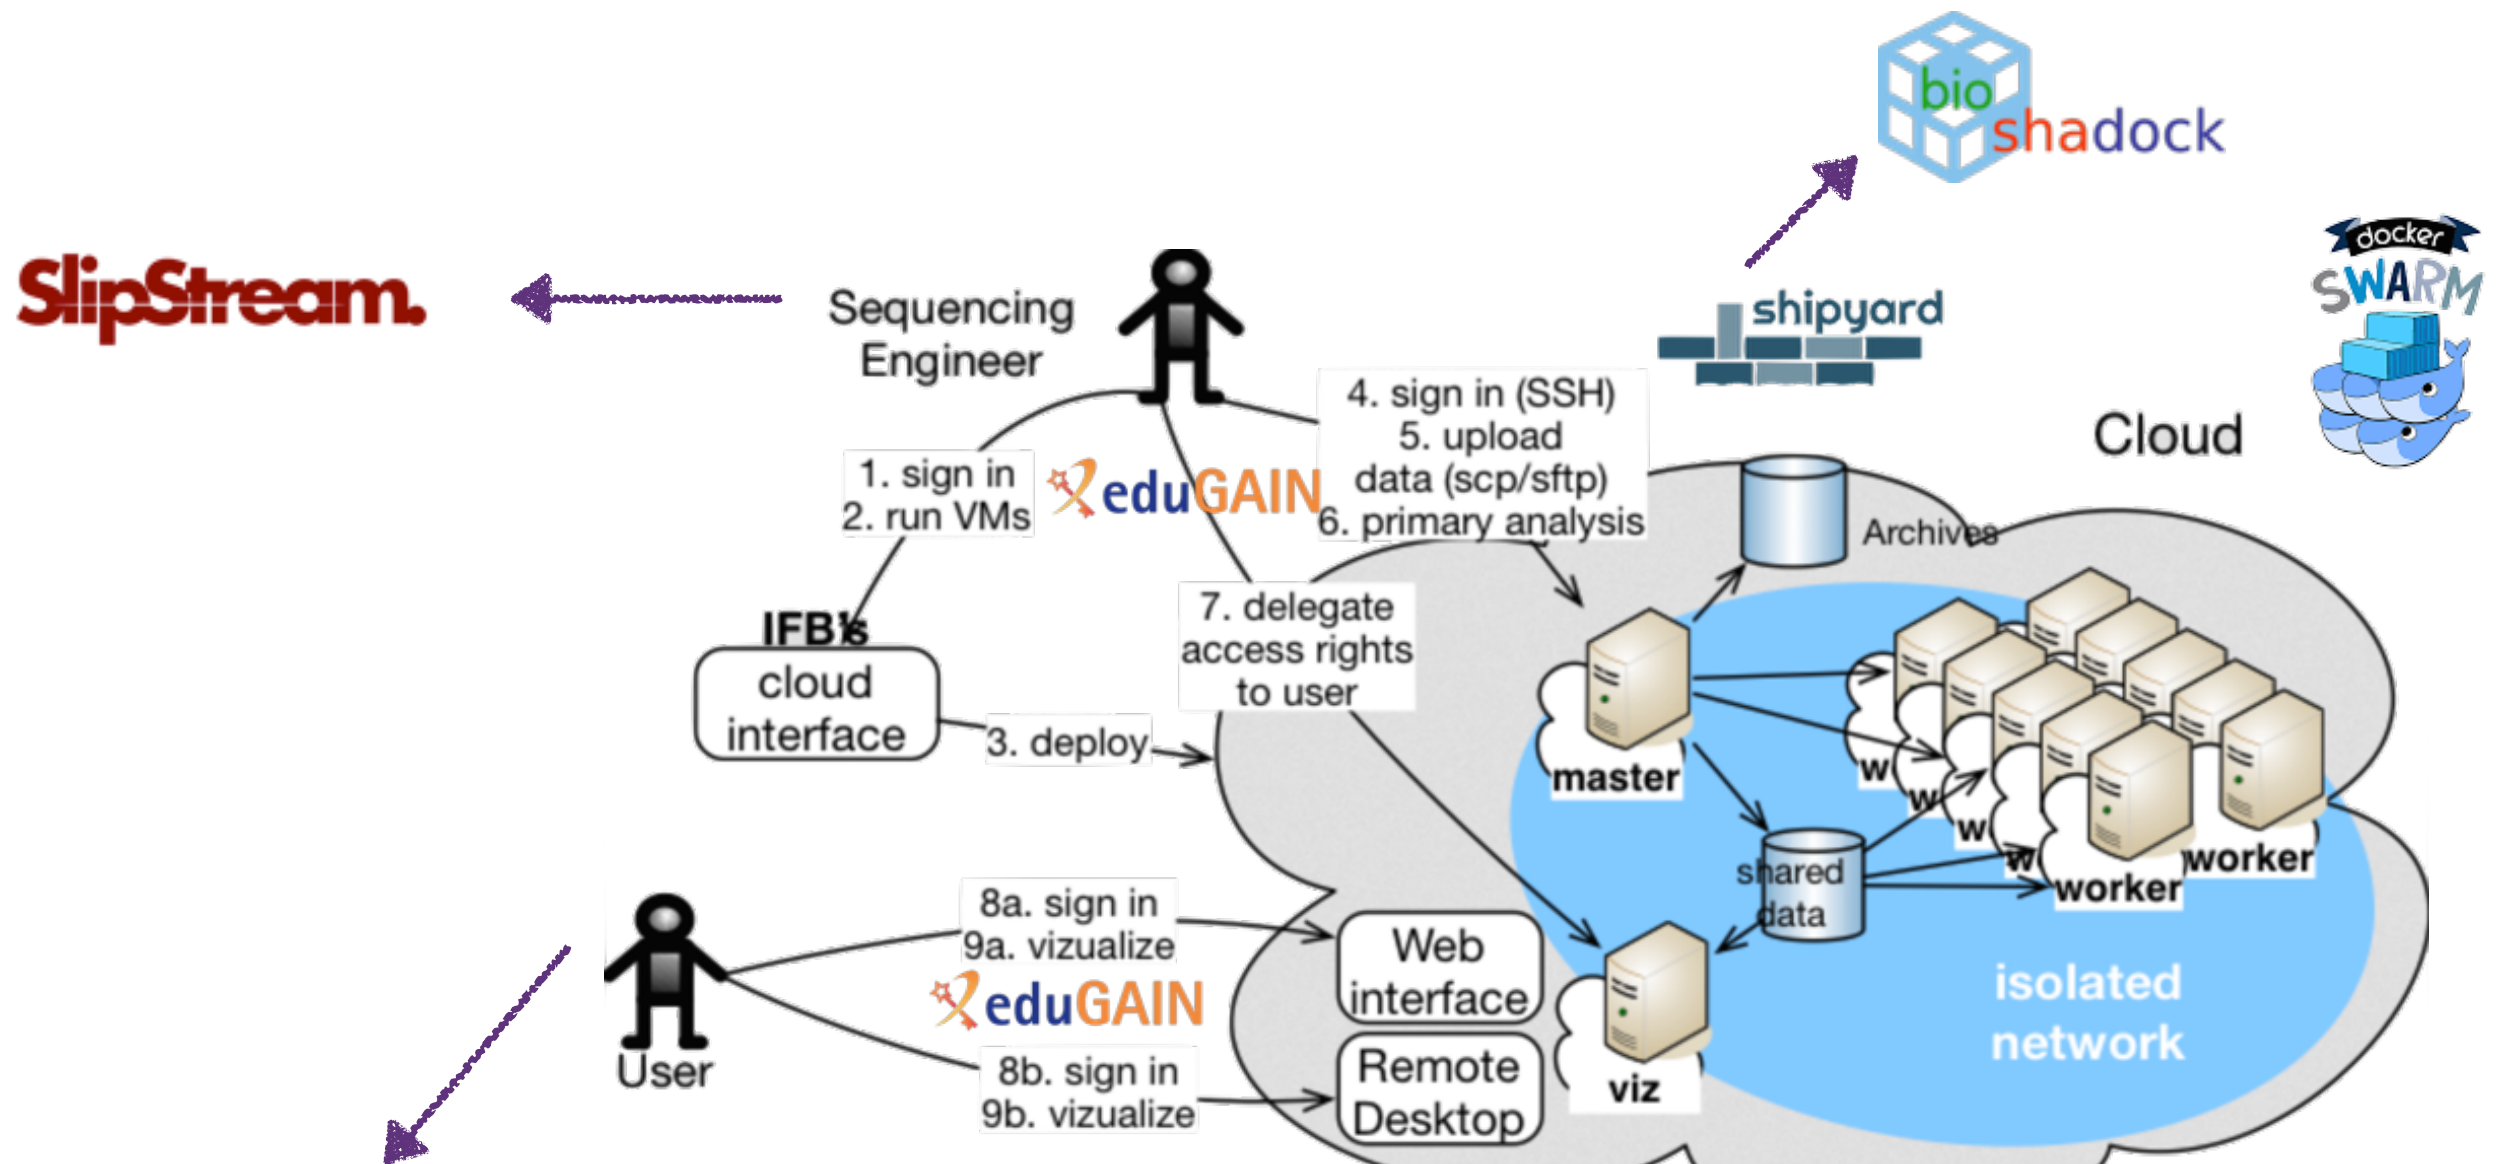 bio
shadock
docker
SWARM
SlipStream.
Sequencing
Engineer
shipyard
4. sign in (SSH)
5. upload
data (scp/sftp)
6. primary analysis
Cloud
1. sign in
2. run VMs
eduGAIN
Archives
7. delegate
access rights
to user
IFB's
cloud
interface
3. deploy
master
w
w
w
w
worker
worker
shared
data
8a. sign in
9a. vizualize
eduGAIN
Web
interface
isolated
network
User
8b. sign in
9b. vizualize
Remote
Desktop
viz